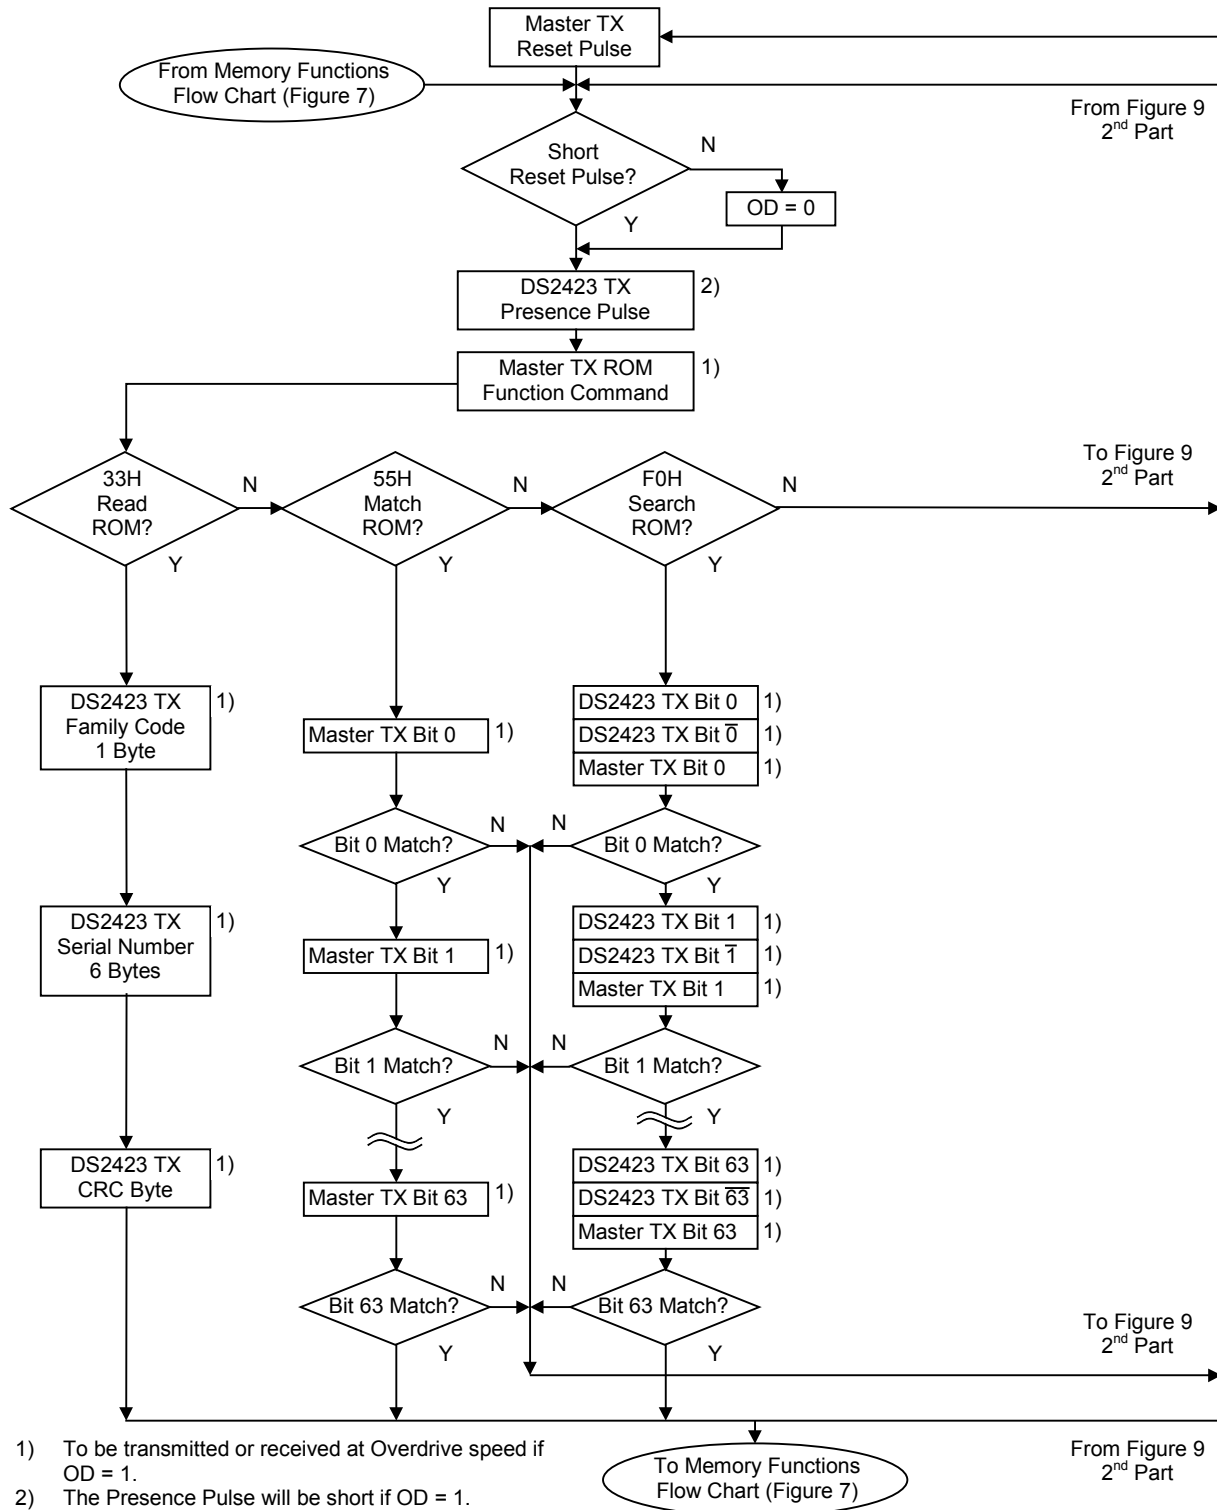 Master TX
Reset Pulse
From Memory Functions
Flow Chart (Figure 7)
From Figure 9
2nd Part
Short
Reset Pulse?
N
OD = 0
Y
DS2423 TX
Presence Pulse
2)
Master TX ROM
Function Command
1)
33H
Read
ROM?
N
Y
55H
Match
ROM?
N
Y
F0H
Search
ROM?
N
Y
To Figure 9
2nd Part
DS2423 TX
Family Code
1 Byte
1)
Master TX Bit 0
1)
DS2423 TX Bit 0
1)
DS2423 TX Bit 0̅
1)
Master TX Bit 0
1)
Bit 0 Match?
N
Y
N
Bit 0 Match?
Y
DS2423 TX
Serial Number
6 Bytes
1)
Master TX Bit 1
1)
DS2423 TX Bit 1
1)
DS2423 TX Bit 1̅
1)
Master TX Bit 1
1)
Bit 1 Match?
N
Y
N
Bit 1 Match?
Y
DS2423 TX
CRC Byte
1)
Master TX Bit 63
1)
DS2423 TX Bit 63
1)
DS2423 TX Bit 6̅3̅
1)
Master TX Bit 63
1)
Bit 63 Match?
N
Y
N
Bit 63 Match?
Y
To Figure 9
2nd Part
1) To be transmitted or received at Overdrive speed if
OD = 1.
2) The Presence Pulse will be short if OD = 1.
To Memory Functions
Flow Chart (Figure 7)
From Figure 9
2nd Part